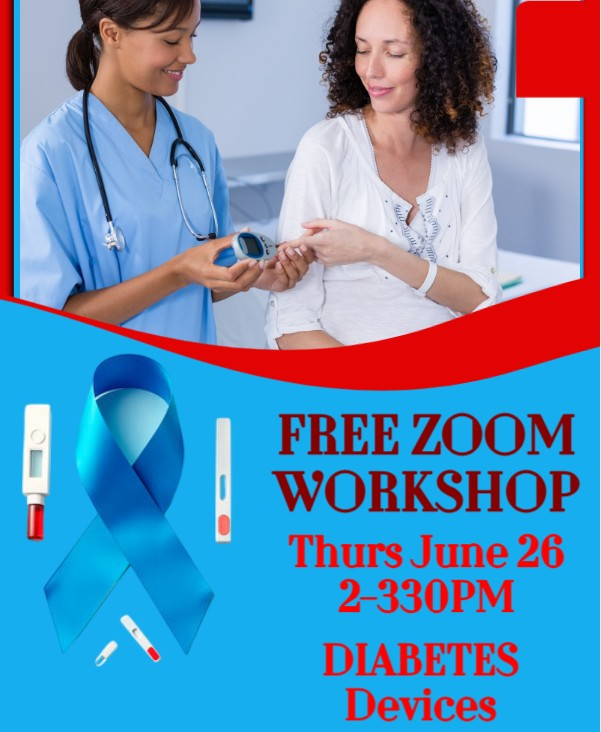 FREE ZOOM
WORKSHOP
Thurs June 26
2-330PM
DIABETES
Devices